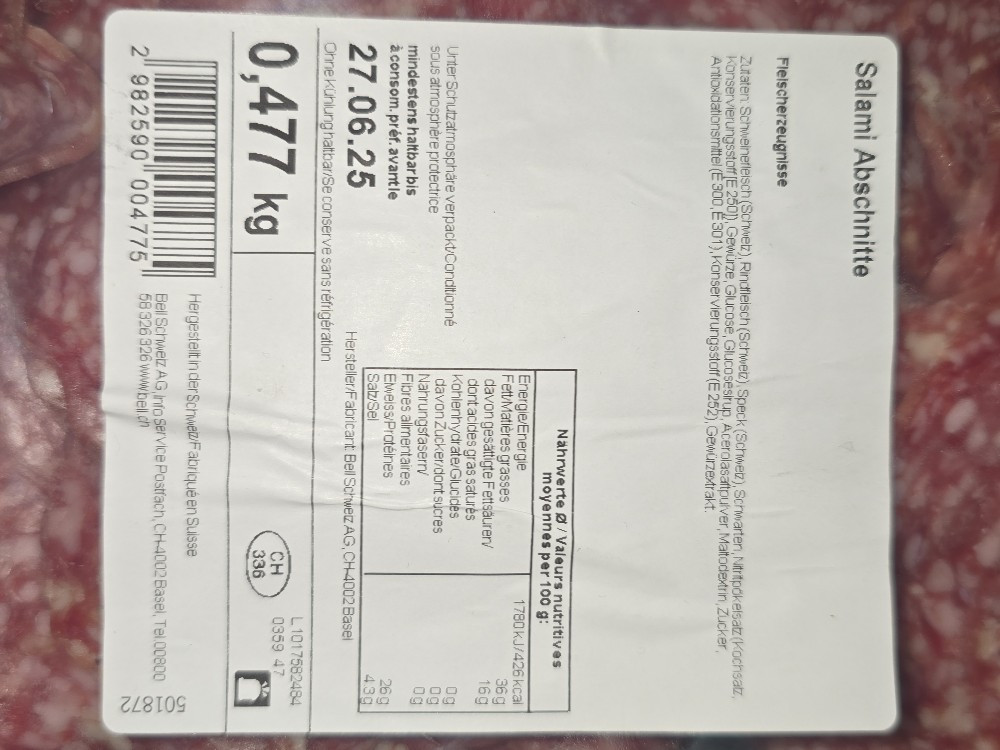 Salami Abschnitte
Fleischerzeugnisse
Zutaten: Schweinefleisch (Schweiz), Rindfleisch (Schweiz), Speck (Schweiz), Schwarten, Nitritpökelsalz (Kochsalz,
Konservierungsstoff (E 250)), Gewürze, Glucose, Glucosesirup, Acerolasaftpulver, Maltodextrin, Zucker,
Antioxidationsmittel (E 300, E 301), Konservierungsstoff (E 252), Gewürzextrakt.
Nährwerte Ø / Valeurs nutritives
moyennes per 100 g:
Energie/Energie 1780 kJ/426 kcal
Fett/Matières grasses 36 g
davon gesättigte Fettsäuren/ 16 g
dont acides gras saturés
Kohlenhydrate/Glucides 0 g
davon Zucker/dont sucres 0 g
Nahrungsfasern/ 0 g
Fibres alimentaires
Eiweiss/Protéines 26 g
Salz/Sel 4.3 g
Unter Schutzatmosphäre verpackt/Conditionné
sous atmosphère protectrice
mindestens haltbar bis
à consom. préf. avant le
27.06.25
Hersteller/Fabricant: Bell Schweiz AG, CH-4002 Basel
Ohne Kühlung haltbar/Se conserve sans réfrigération
0,477 kg
CH
336
L 1017582484
0359 47
2 982590 004775
Hergestellt in der Schweiz/Fabriqué en Suisse
Bell Schweiz AG, Info Service Postfach, CH-4002 Basel, Tel.00800
58 326 326 www.bell.ch
501872